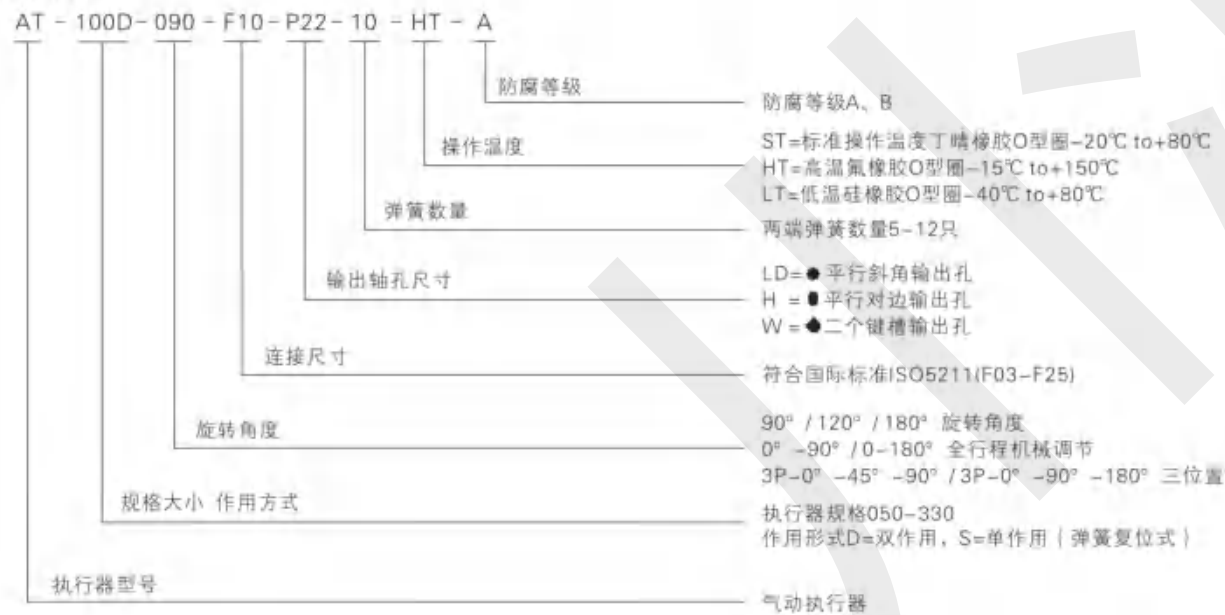 AT - 100D - 090 - F10 - P22 - 10 - HT - A
防腐等级
防腐等级A、B
操作温度
ST=标准操作温度丁晴橡胶O型圈-20℃ to+80℃
HT=高温氟橡胶O型圈-15℃ to+150℃
LT=低温硅橡胶O型圈-40℃ to+80℃
弹簧数量
两端弹簧数量5-12只
输出轴孔尺寸
LD=●平行斜角输出孔
H =⬮平行对边输出孔
W =◆二个键槽输出孔
连接尺寸
符合国际标准ISO5211(F03-F25)
旋转角度
90° /120° /180° 旋转角度
0° -90° /0-180° 全行程机械调节
3P-0° -45° -90° /3P-0° -90° -180° 三位置
规格大小 作用方式
执行器规格050-330
作用形式D=双作用，S=单作用（弹簧复位式）
执行器型号
气动执行器